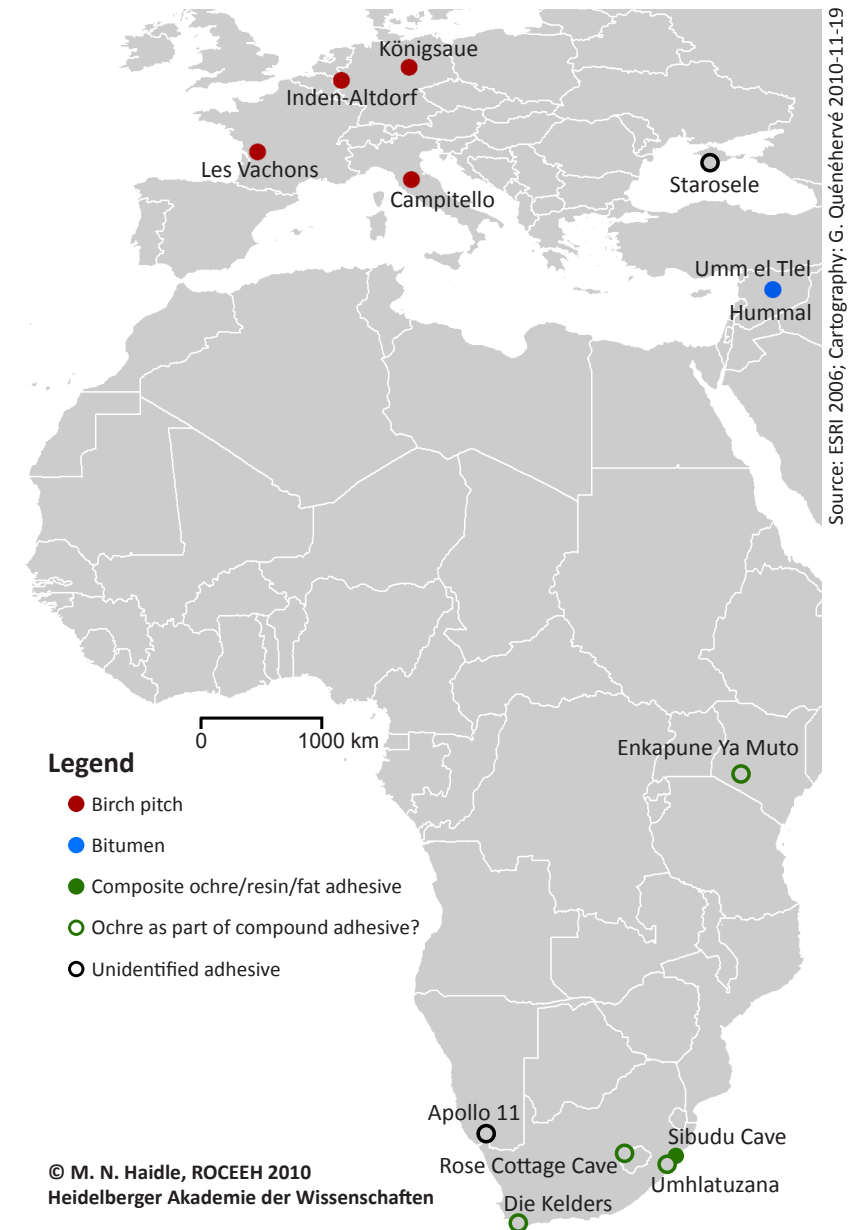 Königsaue
Inden-Altdorf
Les Vachons
Campitello
Starosele
Umm el Tlel
Hummal
Source: ESRI 2006; Cartography: G. Quénéhervé 2010-11-19
0 1000 km
Enkapune Ya Muto
Legend
Birch pitch
Bitumen
Composite ochre/resin/fat adhesive
Ochre as part of compound adhesive?
Unidentified adhesive
Apollo 11
Sibudu Cave
Rose Cottage Cave
Umhlatuzana
Die Kelders
© M. N. Haidle, ROCEEH 2010
Heidelberger Akademie der Wissenschaften